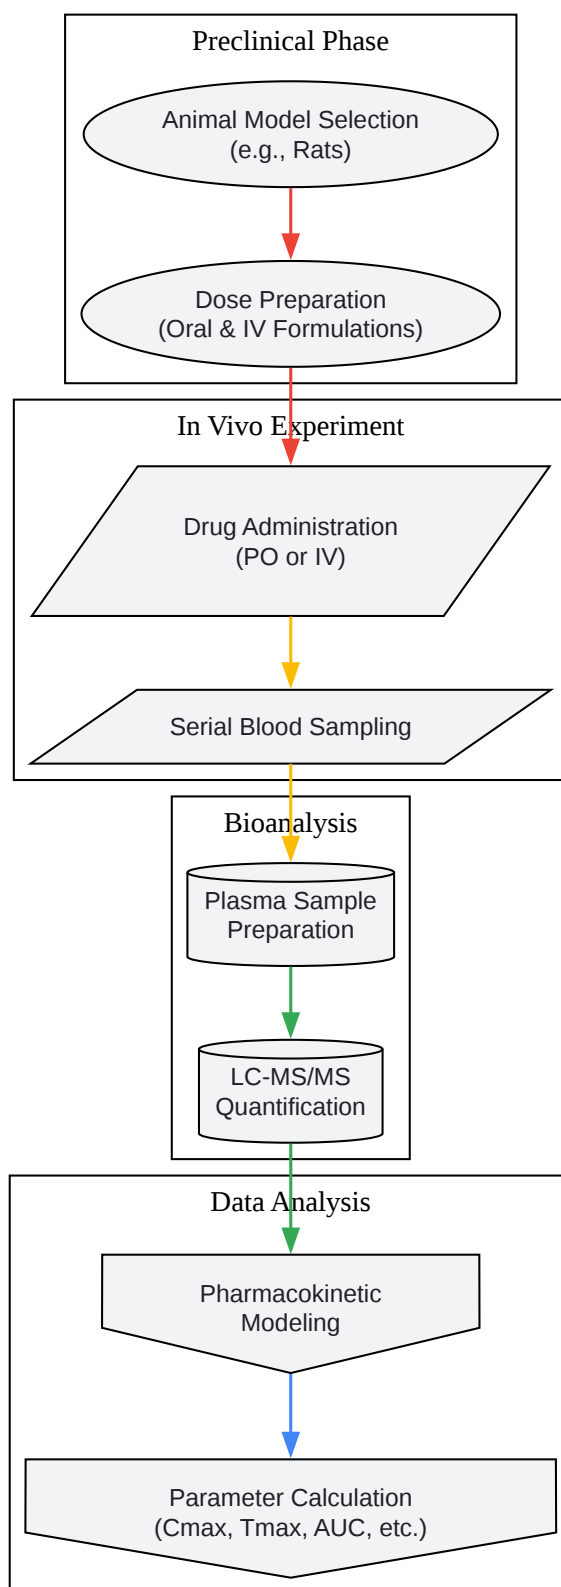 Preclinical Phase
Animal Model Selection
(e.g., Rats)
Dose Preparation
(Oral & IV Formulations)
In Vivo Experiment
Drug Administration
(PO or IV)
Serial Blood Sampling
Bioanalysis
Plasma Sample
Preparation
LC-MS/MS
Quantification
Data Analysis
Pharmacokinetic
Modeling
Parameter Calculation
(Cmax, Tmax, AUC, etc.)